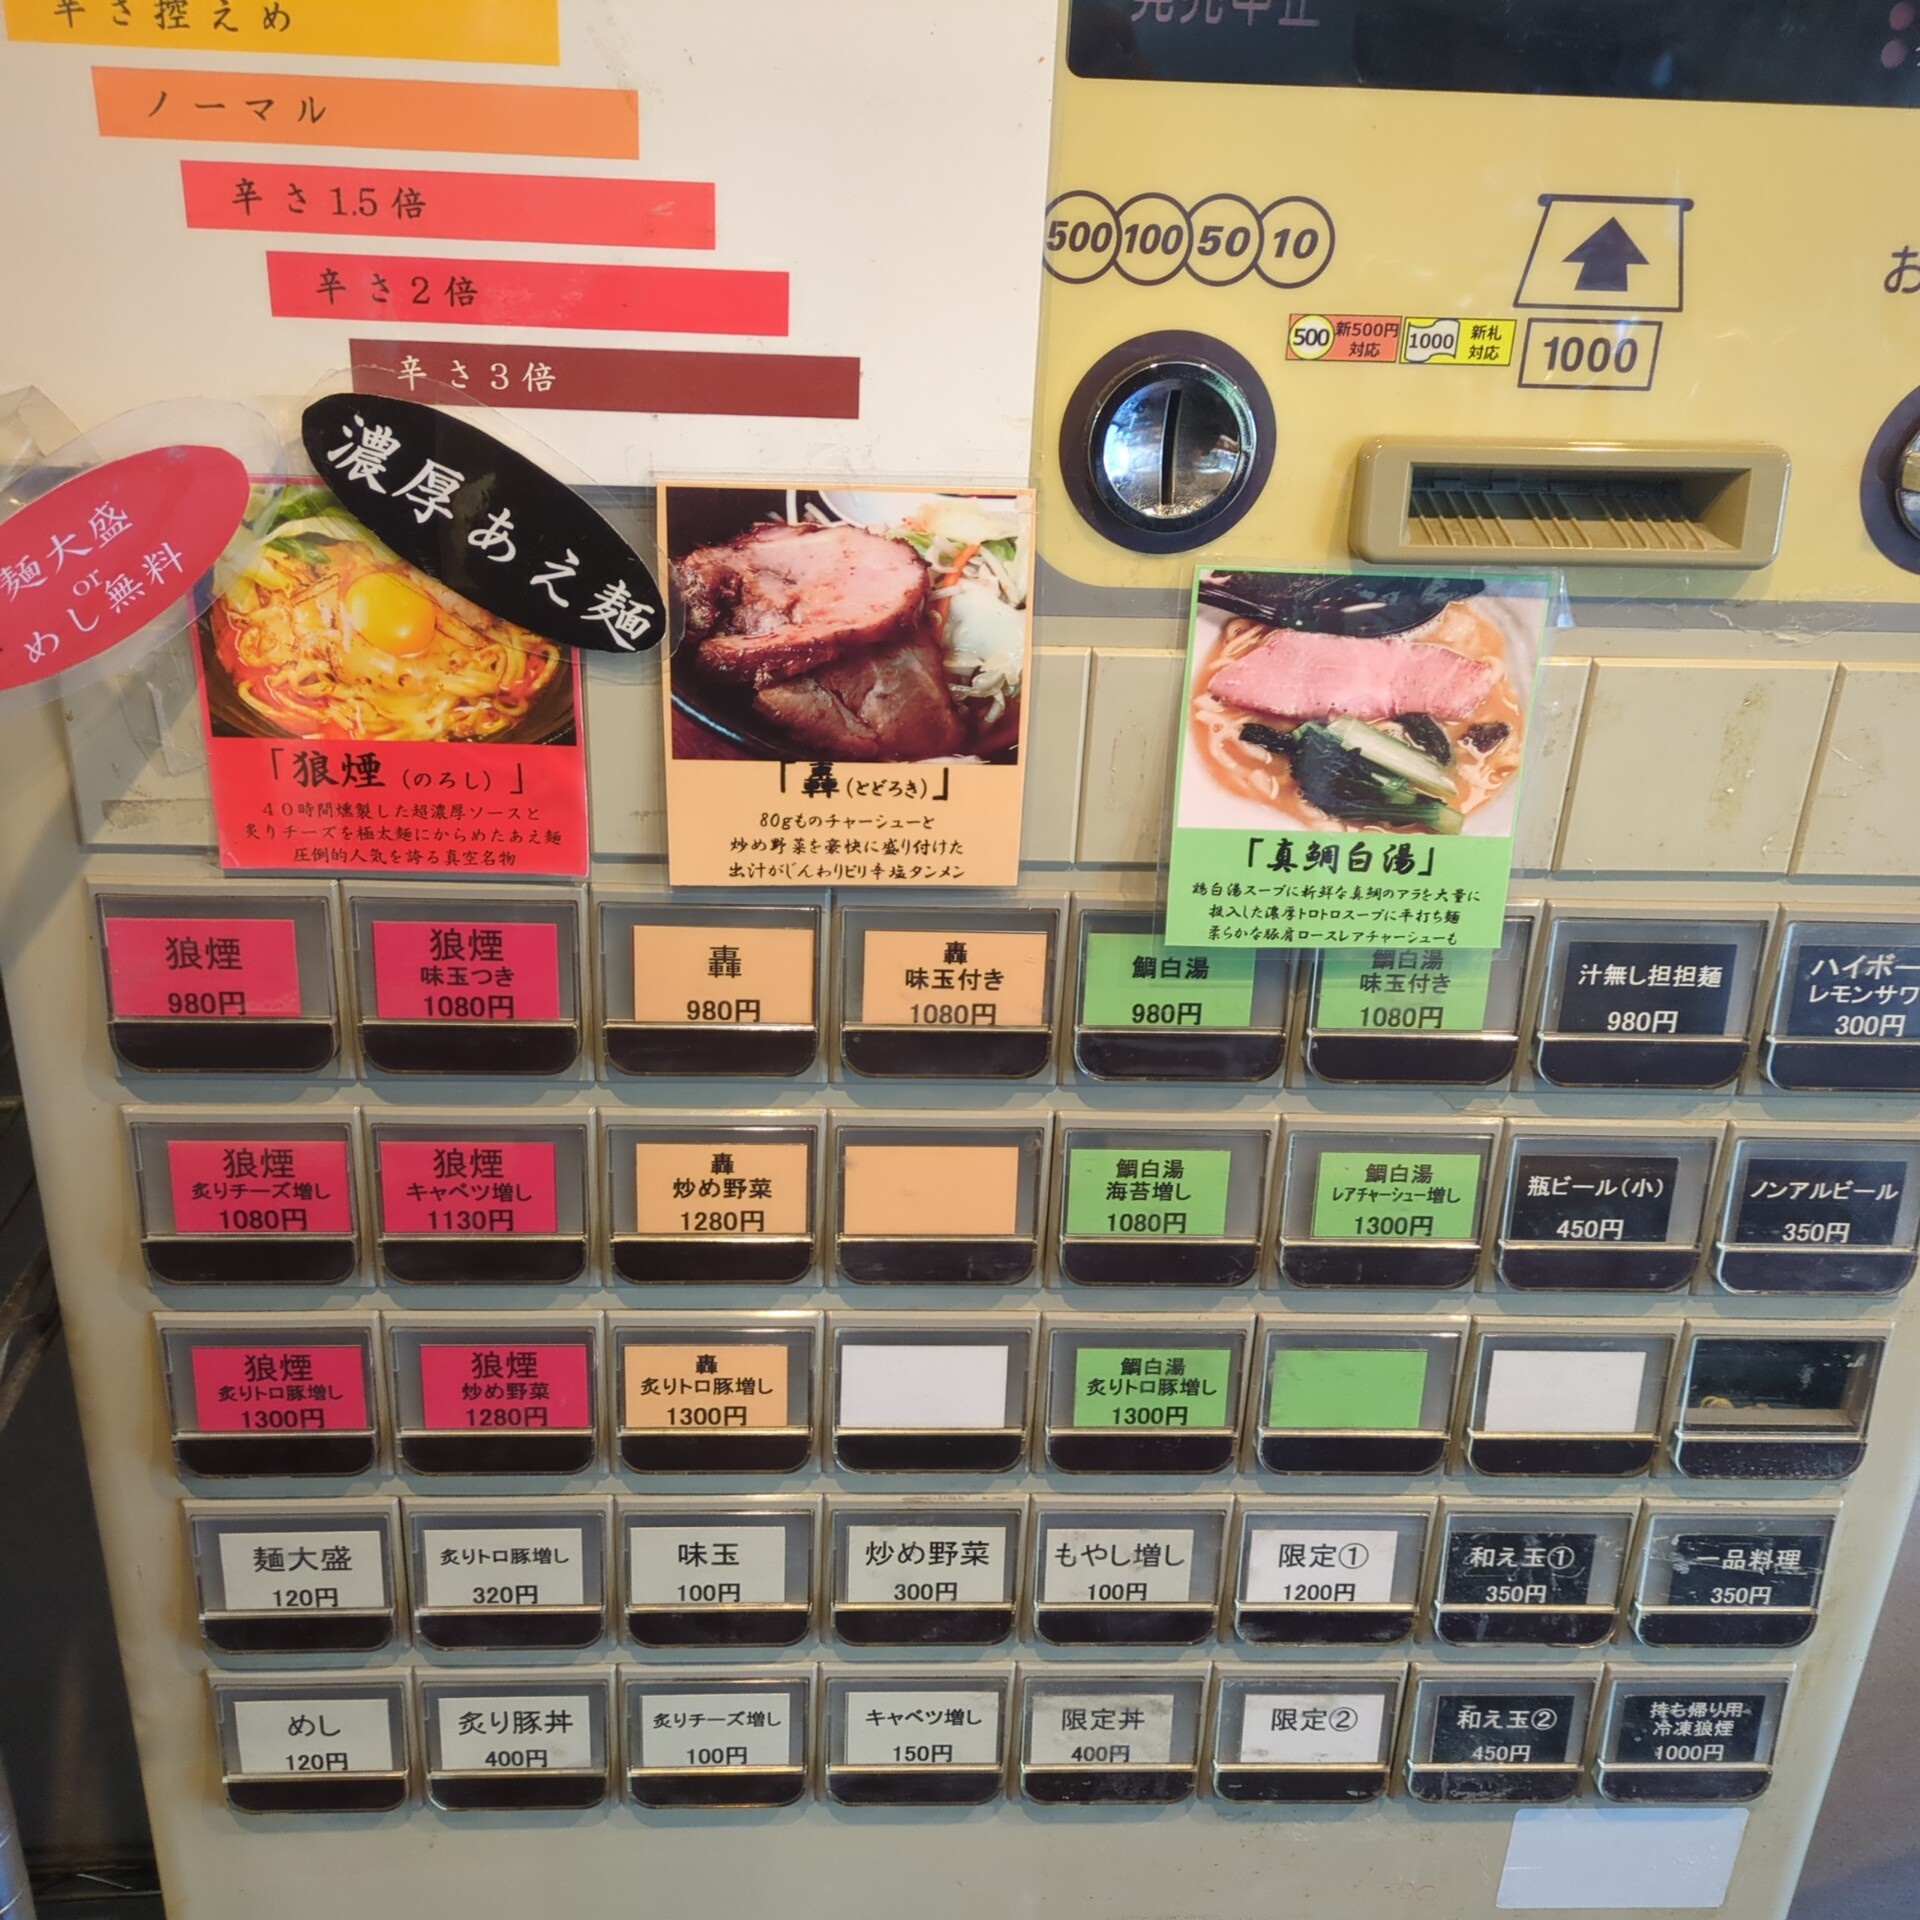 辛さ控えめ
ノーマル
辛さ1.5倍
辛さ2倍
辛さ3倍
発売中止
500 100 50 10
500 新500円
対応
1000 新札
対応
1000
お
麺大盛
or
めし無料
濃厚あえ麺
「狼煙(のろし)」
40時間燻製した超濃厚ソースと
炙りチーズを極太麺にからめたあえ麺
圧倒的人気を誇る真空名物
「轟(とどろき)」
80gものチャーシューと
炒め野菜を豪快に盛り付けた
出汁がじんわりピリ辛塩タンメン
「真鯛白湯」
鶏白湯スープに新鮮な真鯛のアラを大量に
投入した濃厚トロトロスープに平打ち麺
柔らかな豚肩ロースレアチャーシューも
狼煙
980円
狼煙
味玉つき
1080円
轟
980円
轟
味玉付き
1080円
鯛白湯
980円
鯛白湯
味玉付き
1080円
汁無し担担麺
980円
ハイボー
レモンサワ
300円
狼煙
炙りチーズ増し
1080円
狼煙
キャベツ増し
1130円
轟
炒め野菜
1280円
鯛白湯
海苔増し
1080円
鯛白湯
レアチャーシュー増し
1300円
瓶ビール(小)
450円
ノンアルビール
350円
狼煙
炙りトロ豚増し
1300円
狼煙
炒め野菜
1280円
轟
炙りトロ豚増し
1300円
鯛白湯
炙りトロ豚増し
1300円
麺大盛
120円
炙りトロ豚増し
320円
味玉
100円
炒め野菜
300円
もやし増し
100円
限定①
1200円
和え玉①
350円
一品料理
350円
めし
120円
炙り豚丼
400円
炙りチーズ増し
100円
キャベツ増し
150円
限定丼
400円
限定②
和え玉②
450円
持ち帰り用
冷凍狼煙
1000円